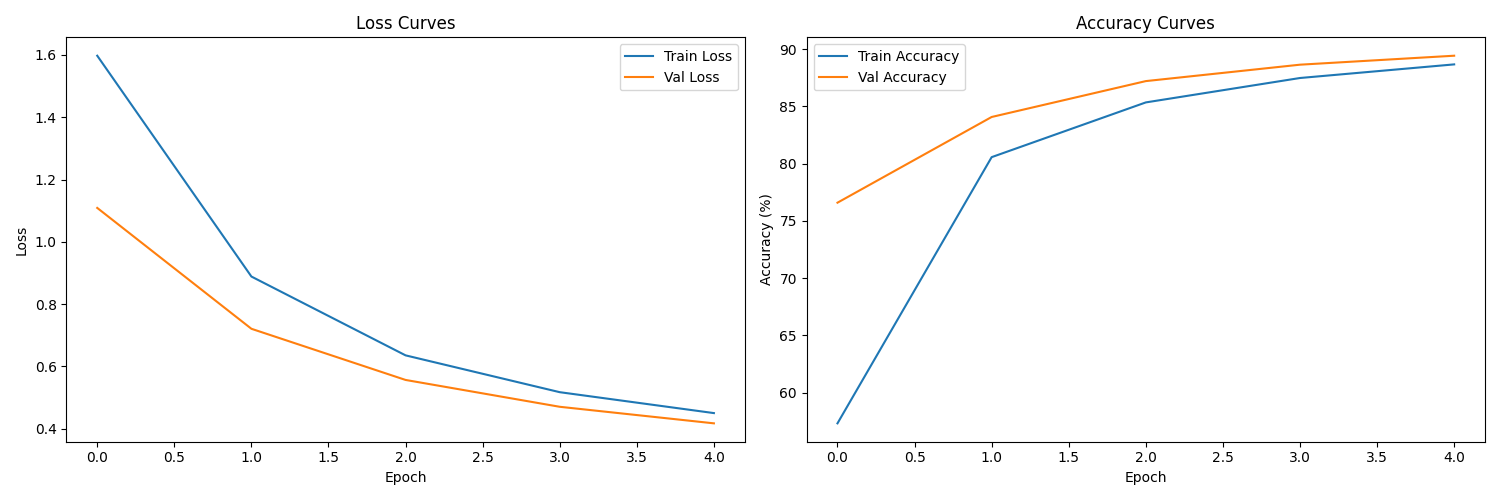 Loss Curves
Train Loss
Val Loss
1.6
1.4
1.2
1.0
0.8
0.6
0.4
Loss
0.0 0.5 1.0 1.5 2.0 2.5 3.0 3.5 4.0
Epoch
Accuracy Curves
Train Accuracy
Val Accuracy
90
85
80
75
70
65
60
Accuracy (%)
0.0 0.5 1.0 1.5 2.0 2.5 3.0 3.5 4.0
Epoch